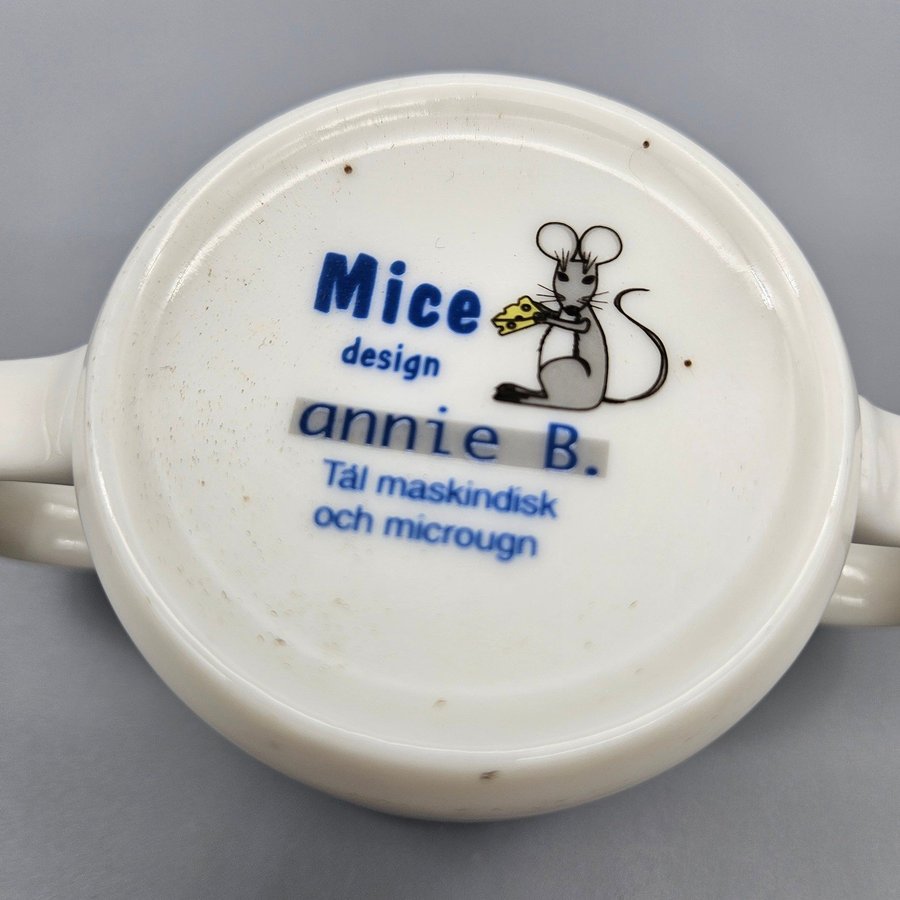 Mice
design
annie B.
Tål maskindisk
och microugn